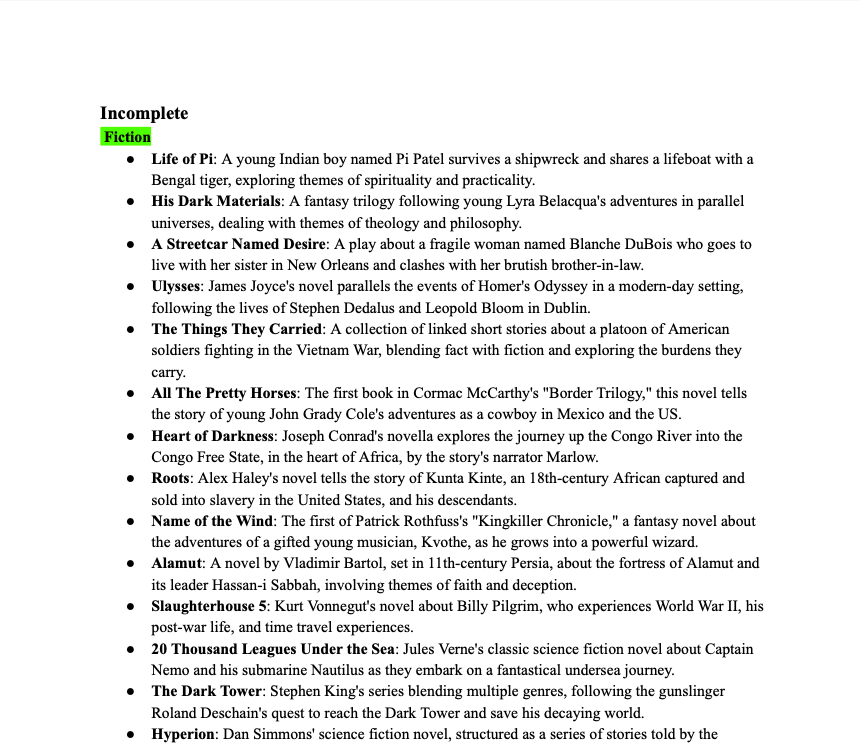 Incomplete
Fiction
● Life of Pi: A young Indian boy named Pi Patel survives a shipwreck and shares a lifeboat with a
Bengal tiger, exploring themes of spirituality and practicality.
● His Dark Materials: A fantasy trilogy following young Lyra Belacqua's adventures in parallel
universes, dealing with themes of theology and philosophy.
● A Streetcar Named Desire: A play about a fragile woman named Blanche DuBois who goes to
live with her sister in New Orleans and clashes with her brutish brother-in-law.
● Ulysses: James Joyce's novel parallels the events of Homer's Odyssey in a modern-day setting,
following the lives of Stephen Dedalus and Leopold Bloom in Dublin.
● The Things They Carried: A collection of linked short stories about a platoon of American
soldiers fighting in the Vietnam War, blending fact with fiction and exploring the burdens they
carry.
● All The Pretty Horses: The first book in Cormac McCarthy's "Border Trilogy," this novel tells
the story of young John Grady Cole's adventures as a cowboy in Mexico and the US.
● Heart of Darkness: Joseph Conrad's novella explores the journey up the Congo River into the
Congo Free State, in the heart of Africa, by the story's narrator Marlow.
● Roots: Alex Haley's novel tells the story of Kunta Kinte, an 18th-century African captured and
sold into slavery in the United States, and his descendants.
● Name of the Wind: The first of Patrick Rothfuss's "Kingkiller Chronicle," a fantasy novel about
the adventures of a gifted young musician, Kvothe, as he grows into a powerful wizard.
● Alamut: A novel by Vladimir Bartol, set in 11th-century Persia, about the fortress of Alamut and
its leader Hassan-i Sabbah, involving themes of faith and deception.
● Slaughterhouse 5: Kurt Vonnegut's novel about Billy Pilgrim, who experiences World War II, his
post-war life, and time travel experiences.
● 20 Thousand Leagues Under the Sea: Jules Verne's classic science fiction novel about Captain
Nemo and his submarine Nautilus as they embark on a fantastical undersea journey.
● The Dark Tower: Stephen King's series blending multiple genres, following the gunslinger
Roland Deschain's quest to reach the Dark Tower and save his decaying world.
● Hyperion: Dan Simmons' science fiction novel, structured as a series of stories told by the